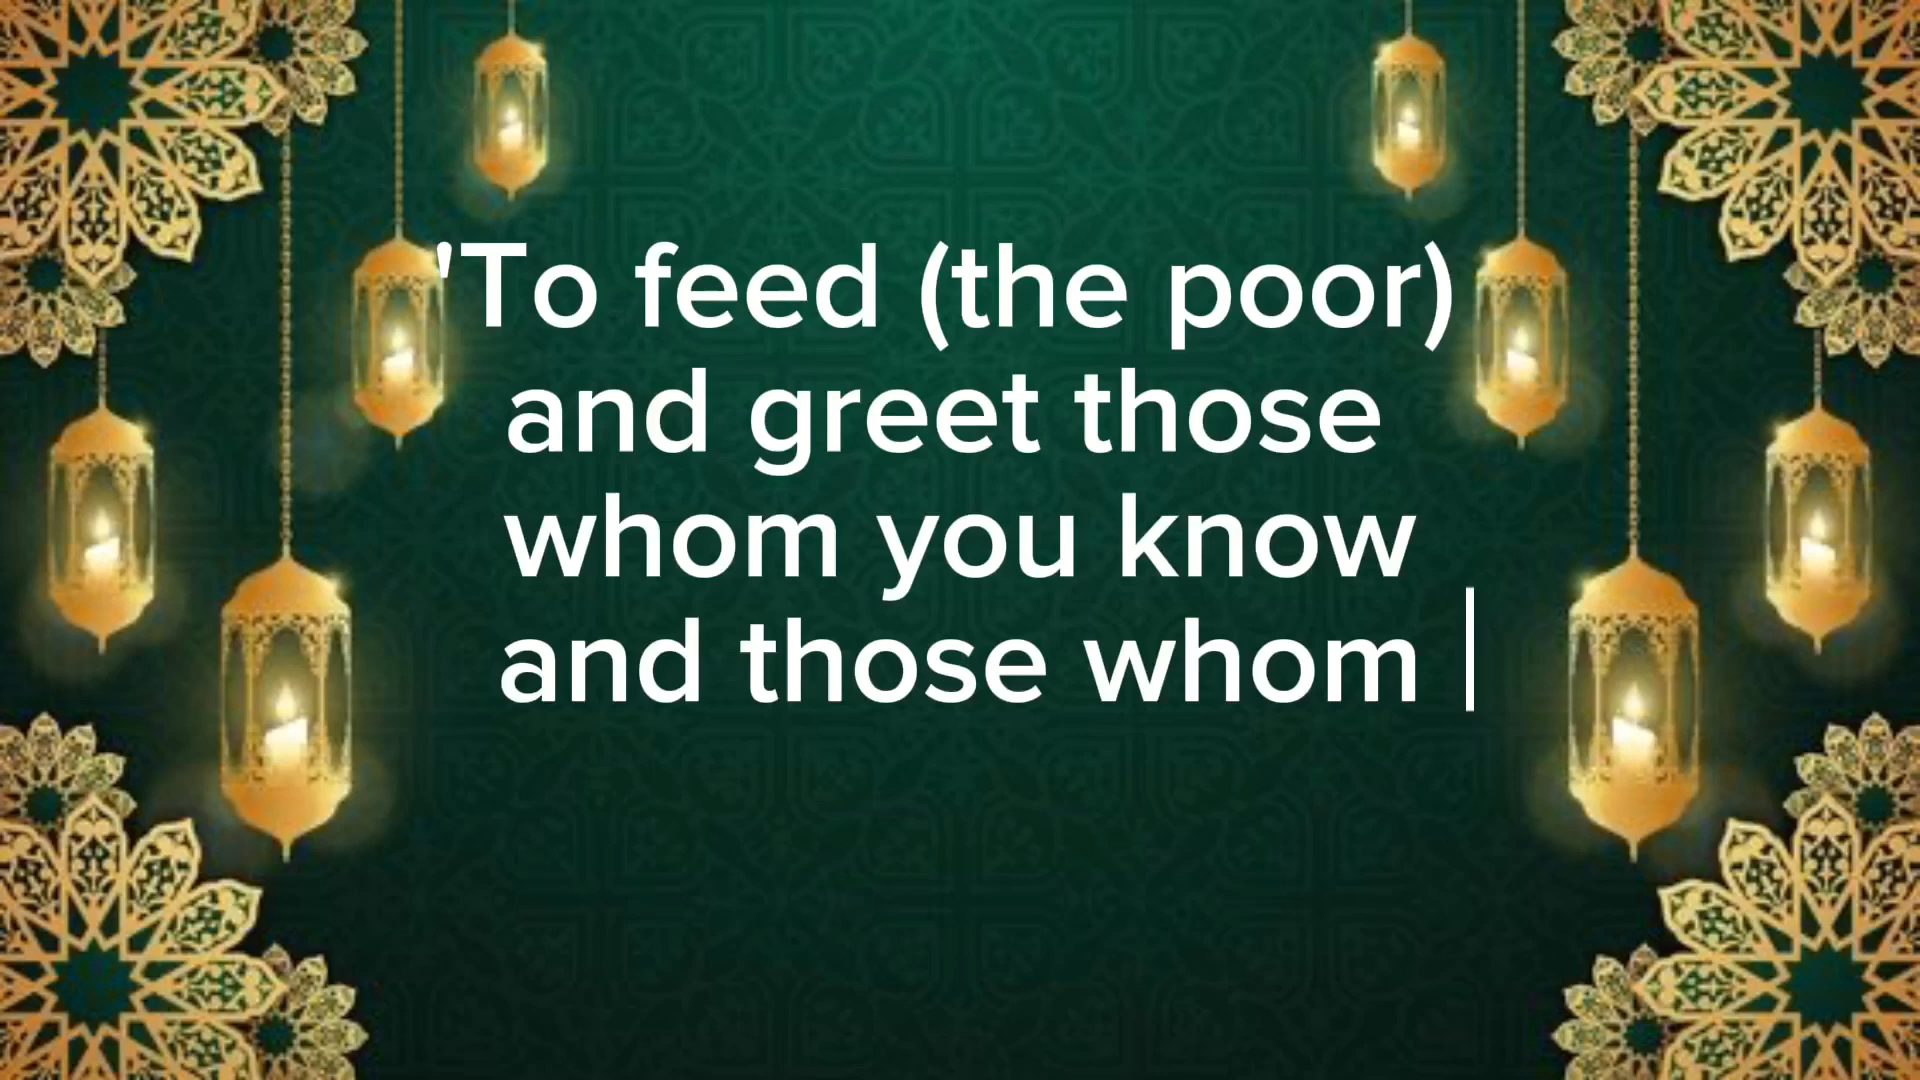 'To feed (the poor)
and greet those
whom you know
and those whom